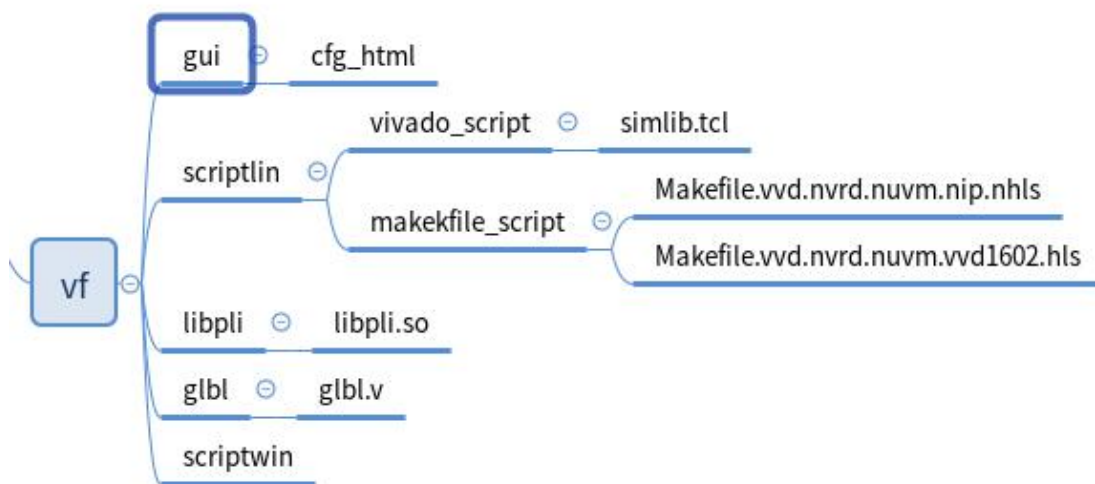 gui
cfg_html
vivado_script
simlib.tcl
scriptlin
Makefile.vvd.nvrd.nuvm.nip.nhls
makekfile_script
Makefile.vvd.nvrd.nuvm.vvd1602.hls
vf
libpli
libpli.so
glbl
glbl.v
scriptwin